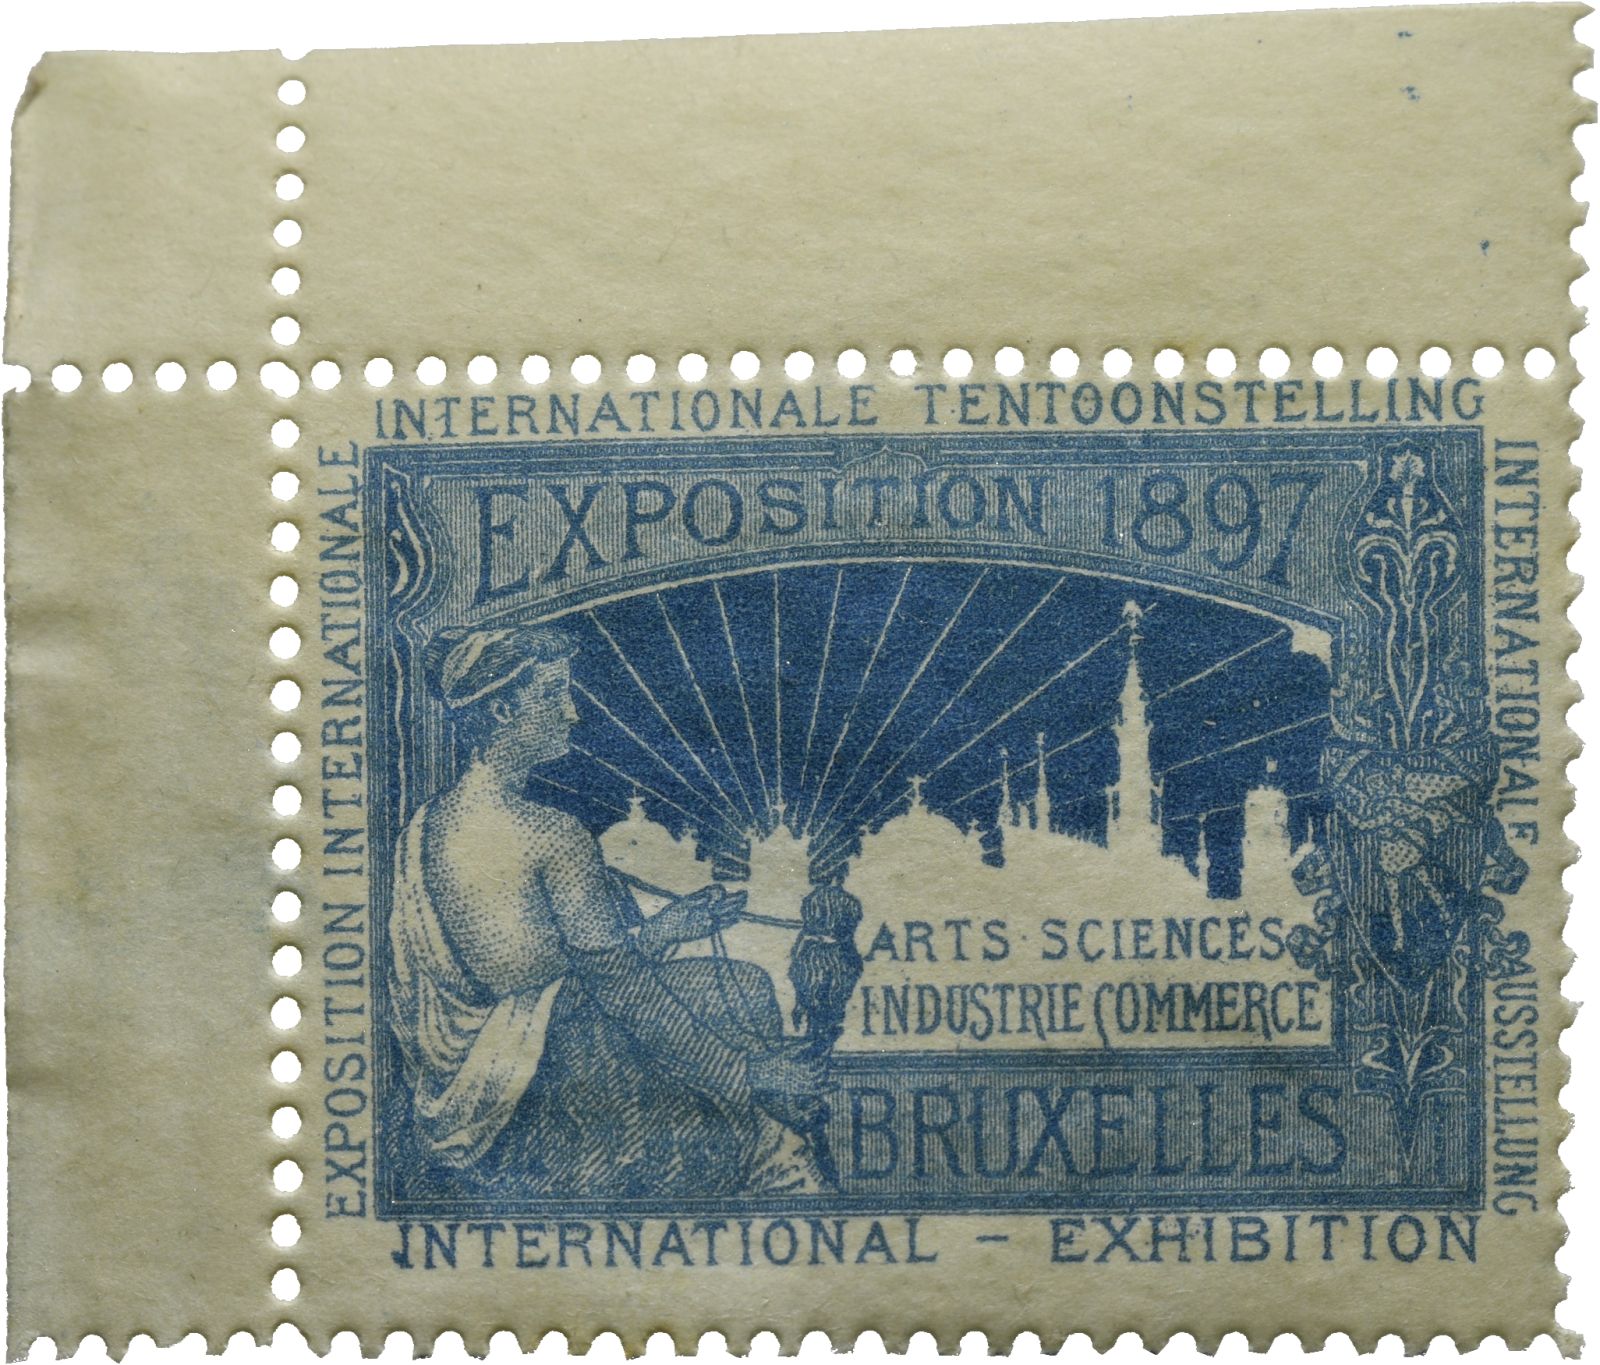 INTERNATIONALE TENTOONSTELLING
EXPOSITION INTERNATIONALE
EXPOSITION 1897
ARTS SCIENCES
INDUSTRIE COMMERCE
BRUXELLES
INTERNATIONALE AUSSTELLUNG
INTERNATIONAL – EXHIBITION